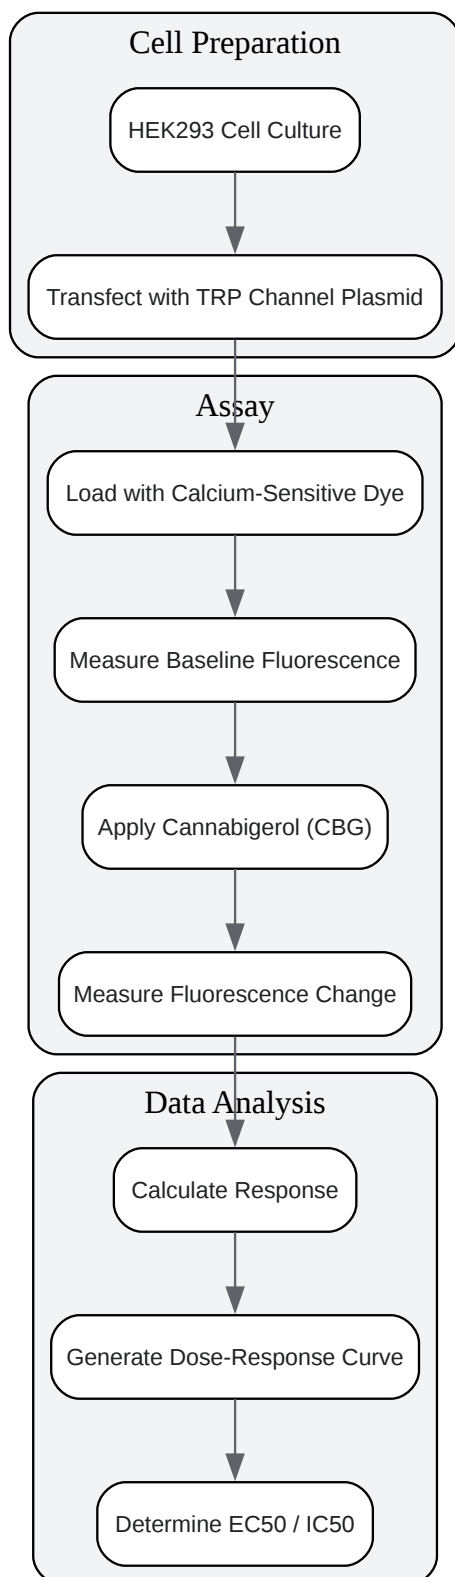 Cell Preparation
HEK293 Cell Culture
Transfect with TRP Channel Plasmid
Assay
Load with Calcium-Sensitive Dye
Measure Baseline Fluorescence
Apply Cannabigerol (CBG)
Measure Fluorescence Change
Data Analysis
Calculate Response
Generate Dose-Response Curve
Determine EC50 / IC50